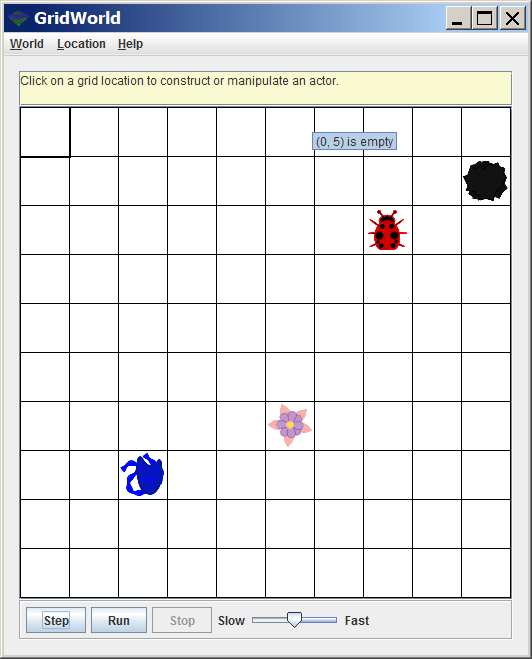 GridWorld
World Location Help
Click on a grid location to construct or manipulate an actor.
(0, 5) is empty
Step Run Stop Slow Fast